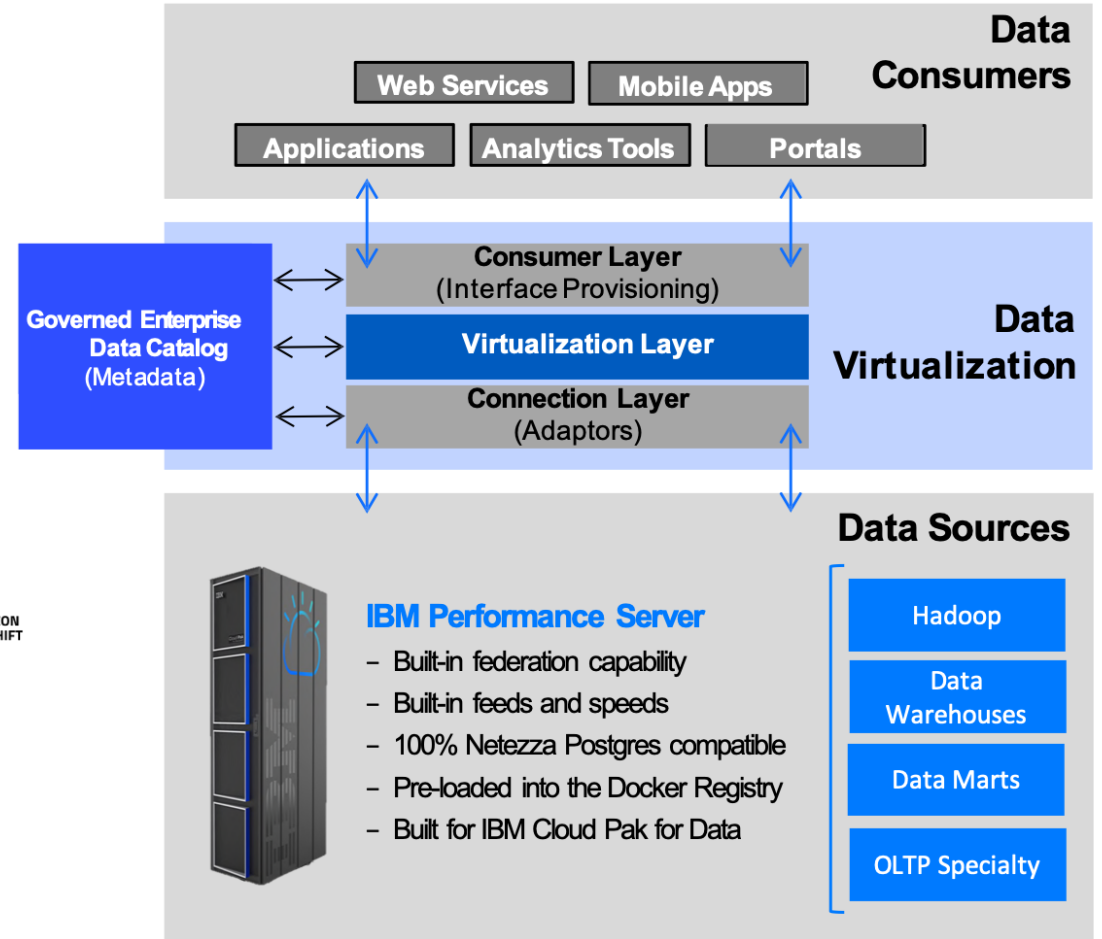 Data
Consumers
Web Services
Mobile Apps
Applications
Analytics Tools
Portals
Governed Enterprise
Data Catalog
(Metadata)
Consumer Layer
(Interface Provisioning)
Virtualization Layer
Connection Layer
(Adaptors)
Data
Virtualization
Data Sources
IBM Performance Server
– Built-in federation capability
– Built-in feeds and speeds
– 100% Netezza Postgres compatible
– Pre-loaded into the Docker Registry
– Built for IBM Cloud Pak for Data
Hadoop
Data
Warehouses
Data Marts
OLTP Specialty
IBM